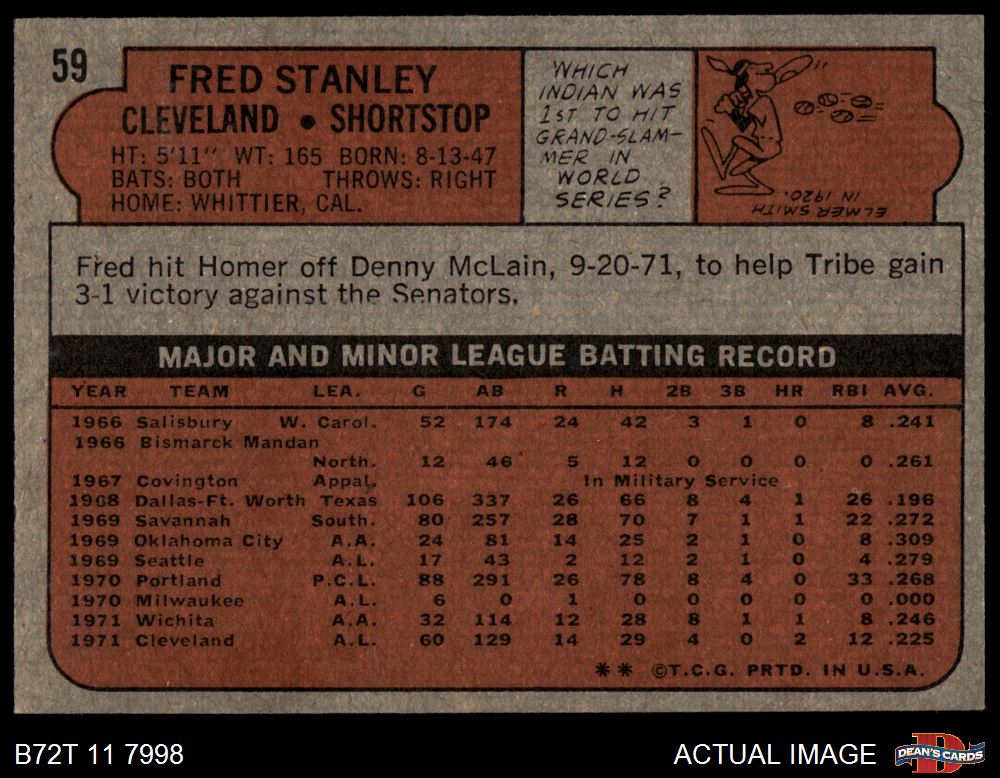 59
FRED STANLEY
CLEVELAND • SHORTSTOP
HT: 5'11" WT: 165 BORN: 8-13-47
BATS: BOTH THROWS: RIGHT
HOME: WHITTIER, CAL.
WHICH
INDIAN WAS
1ST TO HIT
GRAND-SLAM-
MER IN
WORLD
SERIES?
ELMER SMITH
IN 1920.
Fred hit Homer off Denny McLain, 9-20-71, to help Tribe gain
3-1 victory against the Senators.
MAJOR AND MINOR LEAGUE BATTING RECORD
YEAR TEAM LEA. G AB R H 2B 3B HR RBI AVG.
1966 Salisbury W. Carol. 52 174 24 42 3 1 0 8 .241
1966 Bismarck Mandan
North. 12 46 5 12 0 0 0 0 .261
1967 Covington Appal. In Military Service
1968 Dallas-Ft. Worth Texas 106 337 26 66 8 4 1 26 .196
1969 Savannah South. 80 257 28 70 7 1 1 22 .272
1969 Oklahoma City A.A. 24 81 14 25 2 1 0 8 .309
1969 Seattle A.L. 17 43 2 12 2 1 0 4 .279
1970 Portland P.C.L. 88 291 26 78 8 4 0 33 .268
1970 Milwaukee A.L. 6 0 1 0 0 0 0 0 .000
1971 Wichita A.A. 32 114 12 28 8 1 1 8 .246
1971 Cleveland A.L. 60 129 14 29 4 0 2 12 .225
** ©T.C.G. PRTD. IN U.S.A.
B72T 11 7998
ACTUAL IMAGE
DEAN'S CARDS